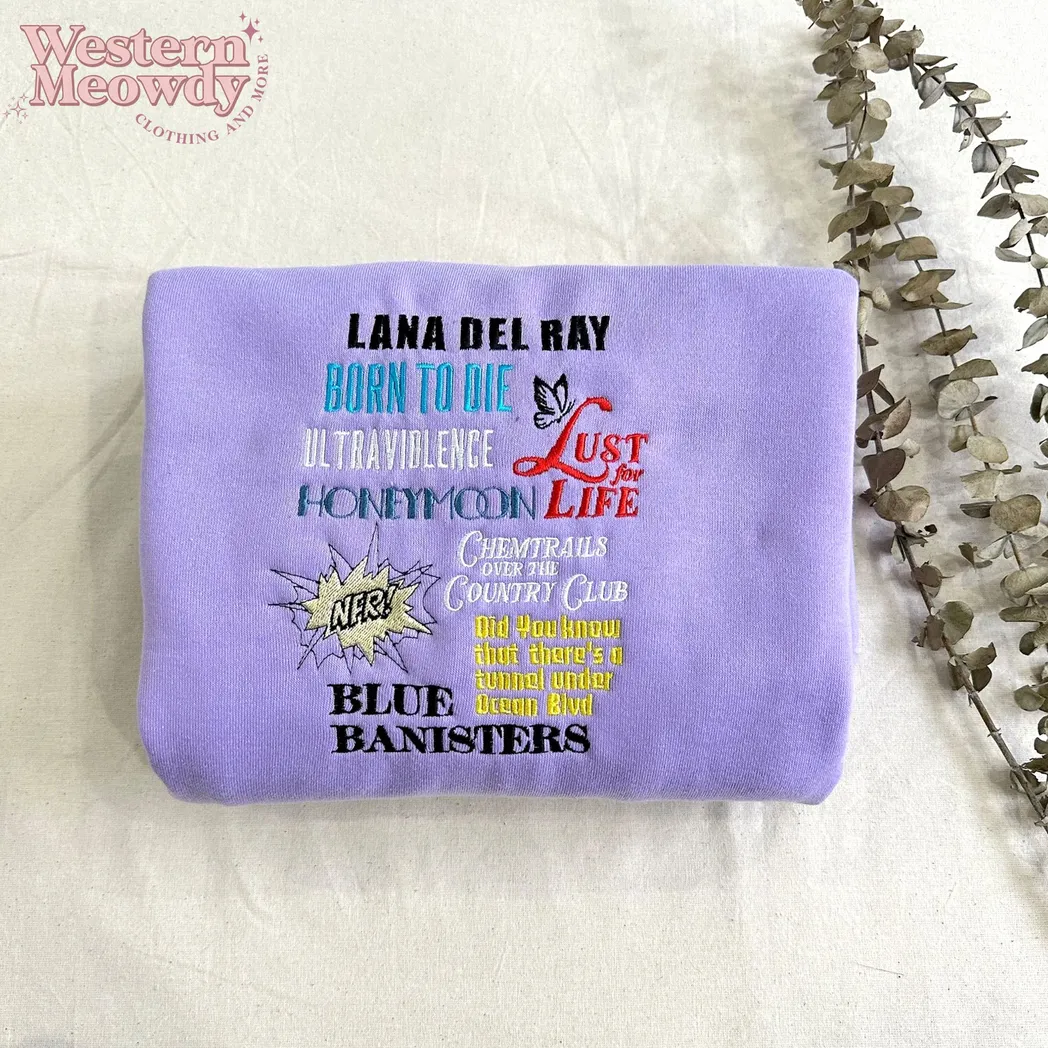 Western
Meowdy
CLOTHING AND MORE
LANA DEL RAY
BORN TO DIE
ULTRAVIOLENCE
HONEYMOON
LUST
for
LIFE
NFR!
CHEMTRAILS
OVER THE
COUNTRY CLUB
Did You know
that there's a
tunnel under
Ocean Blvd
BLUE
BANISTERS